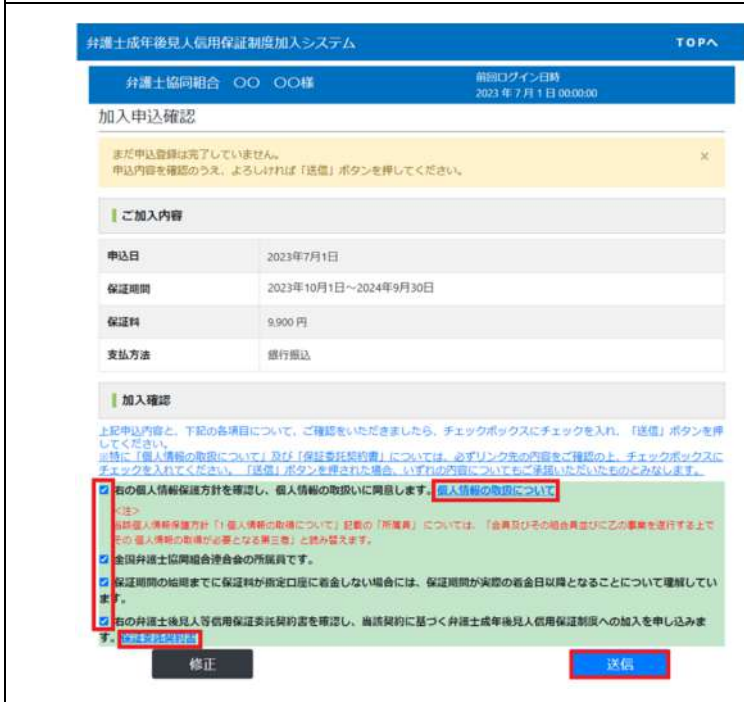 弁護士成年後見人信用保証制度加入システム
TOPへ
弁護士協同組合 〇〇 〇〇様
前回ログイン日時
2023 年 7 月 1 日 00:00:00
加入申込確認
まだ申込登録は完了していません。
申込内容を確認のうえ、よろしければ「送信」ボタンを押してください。
×
ご加入内容
申込日
2023年7月1日
保証期間
2023年10月1日～2024年9月30日
保証料
9,900 円
支払方法
銀行振込
加入確認
上記申込内容と、下記の各項目について、ご確認をいただきましたら、チェックボックスにチェックを入れ、「送信」ボタンを押
してください。
※特に「個人情報の取扱について」及び「保証委託契約書」については、必ずリンク先の内容をご確認の上、チェックボックスに
チェックを入れてください。「送信」ボタンを押された場合、いずれの内容についてもご承諾いただいたものとみなします。
右の個人情報保護方針を確認し、個人情報の取扱いに同意します。個人情報の取扱について
<注>
当該個人情報保護方針「1 個人情報の取得について」記載の「所属員」 については、「会員及びその組合員並びに乙の事業を遂行する上で
その 個人情報の取得が必要となる第三者」と読み替えます。
全国弁護士協同組合連合会の所属員です。
保証期間の始期までに保証料が指定口座に着金しない場合には、保証期間が実際の着金日以降となることについて理解してい
ます。
右の弁護士後見人等信用保証委託契約書を確認し、当該契約に基づく弁護士成年後見人信用保証制度への加入を申し込みま
す。保証委託契約書
修正
送信